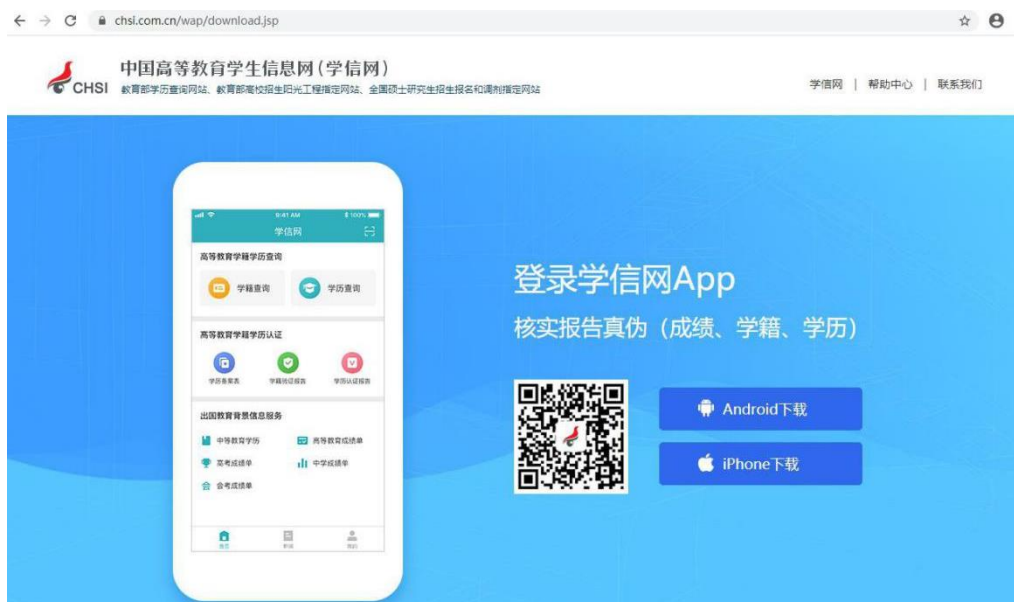 chsi.com.cn/wap/download.jsp
中国高等教育学生信息网(学信网)
CHSI
教育部学历查询网站、教育部高校招生阳光工程指定网站、全国硕士研究生招生报名和调剂指定网站
学信网 | 帮助中心 | 联系我们
9:41 AM 100%
学信网
高等教育学籍学历查询
学籍查询 学历查询
高等教育学籍学历认证
学历备案表 学籍验证报告 学历认证报告
出国教育背景信息服务
中等教育学历 高等教育成绩单
高考成绩单 中学成绩单
会考成绩单
首页 我的
登录学信网App
核实报告真伪（成绩、学籍、学历）
Android下载
iPhone下载